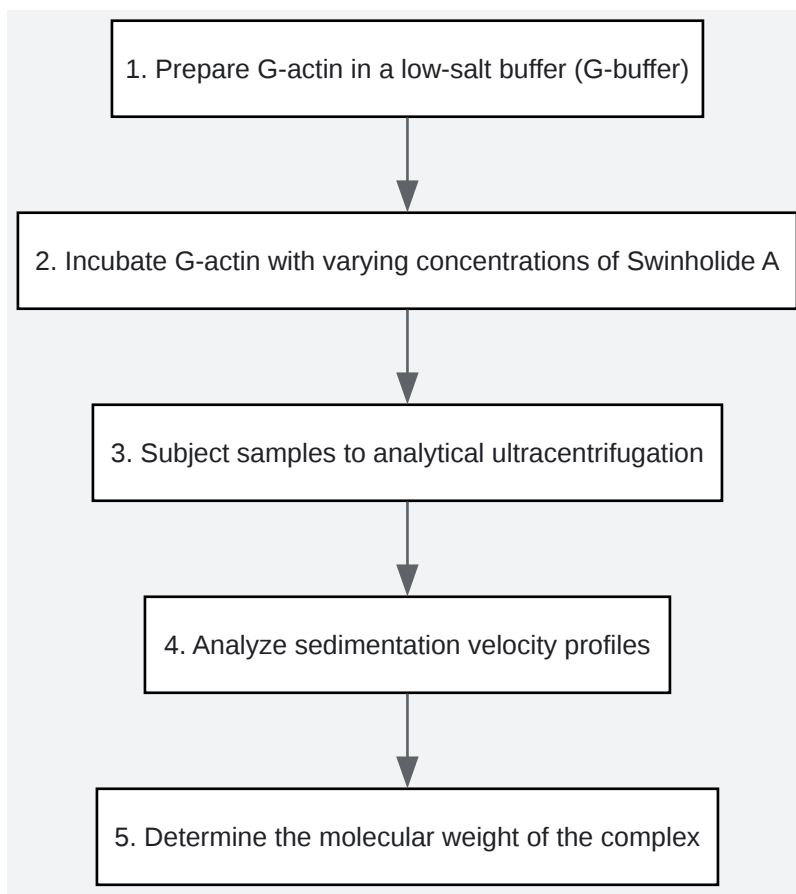 1. Prepare G-actin in a low-salt buffer (G-buffer)
2. Incubate G-actin with varying concentrations of Swinholide A
3. Subject samples to analytical ultracentrifugation
4. Analyze sedimentation velocity profiles
5. Determine the molecular weight of the complex